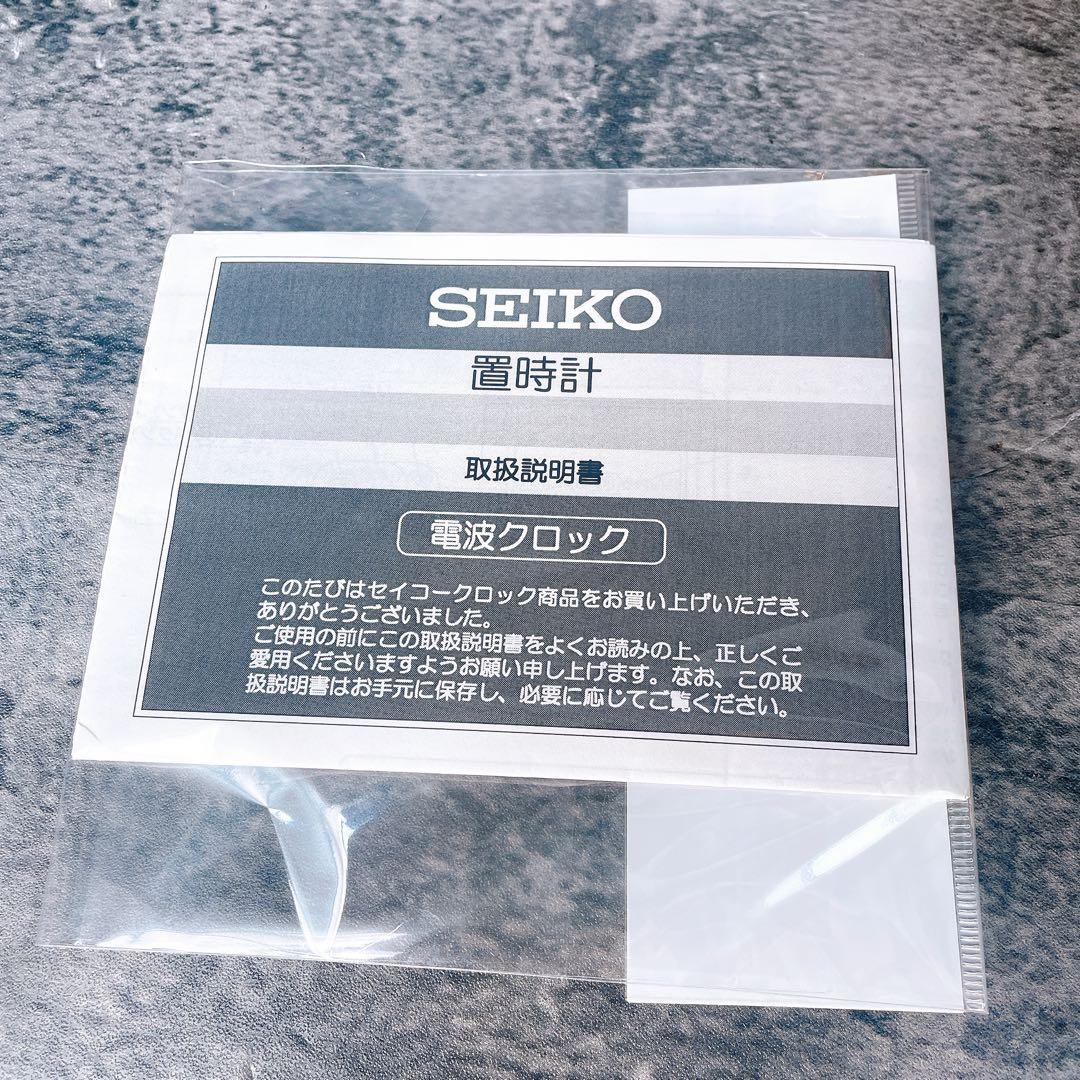 SEIKO
置時計
取扱説明書
電波クロック
このたびはセイコークロック商品をお買い上げいただき、
ありがとうございました。
ご使用の前にこの取扱説明書をよくお読みの上、正しくご
愛用くださいますようお願い申し上げます。なお、この取
扱説明書はお手元に保存し、必要に応じてご覧ください。